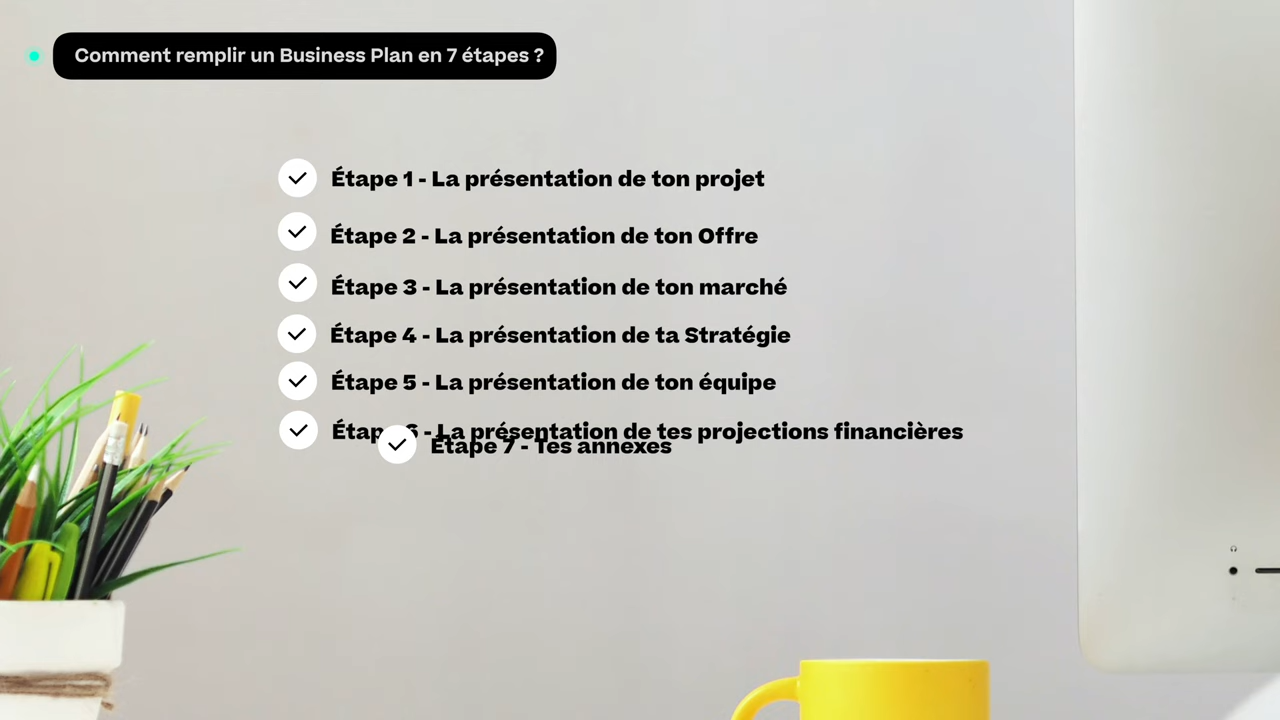 Comment remplir un Business Plan en 7 étapes ?
Étape 1 - La présentation de ton projet
Étape 2 - La présentation de ton Offre
Étape 3 - La présentation de ton marché
Étape 4 - La présentation de ta Stratégie
Étape 5 - La présentation de ton équipe
Étape 6 - La présentation de tes projections financières
Étape 7 - Tes annexes